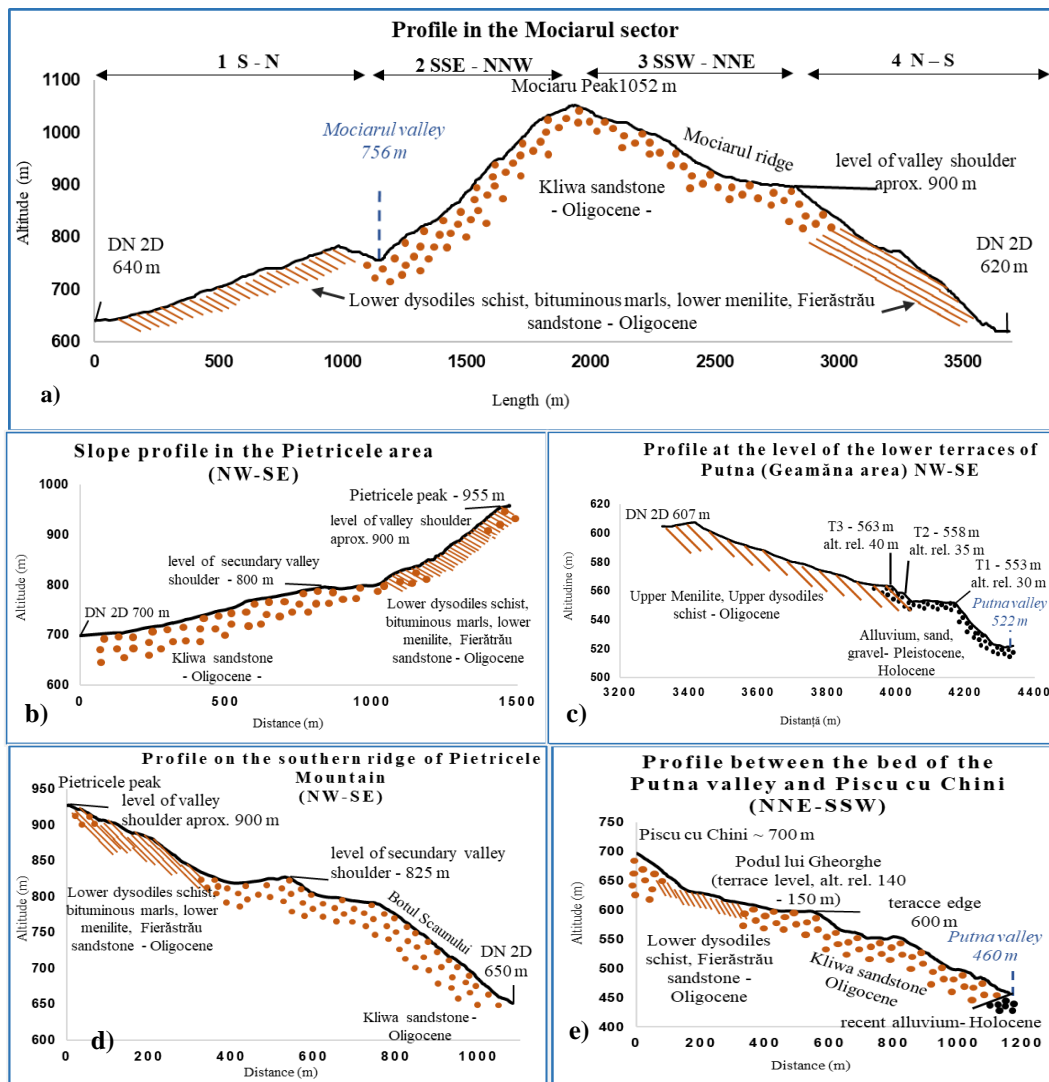 Profile in the Mociarul sector
1 S - N
2 SSE - NNW
3 SSW - NNE
4 N – S
Mociaru Peak1052 m
Mociarul valley
756 m
Mociarul ridge
level of valley shoulder
aprox. 900 m
Kliwa sandstone
- Oligocene -
DN 2D
640 m
DN 2D
620 m
Lower dysodiles schist, bituminous marls, lower menilite, Fierăstrău
sandstone - Oligocene
Altitude (m)
1100
1000
900
800
700
600
0 500 1000 1500 2000 2500 3000 3500
Length (m)
a)
Slope profile in the Pietricele area
(NW-SE)
Pietricele peak - 955 m
level of valley shoulder
aprox. 900 m
level of secundary valley
shoulder - 800 m
DN 2D 700 m
Kliwa sandstone
- Oligocene -
Lower dysodiles schist,
bituminous marls, lower
menilite, Fierătrău
sandstone - Oligocene
Altitude (m)
1000
900
800
700
600
0 500 1000 1500
Distance (m)
b)
Profile at the level of the lower terraces of
Putna (Geamăna area) NW-SE
DN 2D 607 m
T3 - 563 m
alt. rel. 40 m
T2 - 558 m
alt. rel. 35 m
T1 - 553 m
alt. rel. 30 m
Putna valley
522 m
Upper Menilite, Upper dysodiles
schist - Oligocene
Alluvium, sand,
gravel- Pleistocene,
Holocene
Altitudine (m)
620
600
580
560
540
520
500
3200 3400 3600 3800 4000 4200 4400
Distanță (m)
c)
Profile on the southern ridge of Pietricele
Mountain
(NW-SE)
Pietricele peak
level of valley
shoulder aprox. 900 m
level of secundary valley
shoulder - 825 m
Botul Scaunului
DN 2D
650 m
Lower dysodiles schist,
bituminous marls, lower
menilite, Fierăstrău
sandstone - Oligocene
Kliwa sandstone -
Oligocene
Altitude (m)
950
900
850
800
750
700
650
600
0 200 400 600 800 1000
Distance (m)
d)
Profile between the bed of the
Putna valley and Piscu cu Chini
(NNE-SSW)
Piscu cu Chini ~ 700 m
Podul lui Gheorghe
(terrace level, alt. rel. 140
- 150 m)
teracce edge
600 m
Putna valley
460 m
Lower dysodiles
schist, Fierăstrău
sandstone -
Oligocene
Kliwa sandstone
Oligocene
recent alluvium- Holocene
Altitude (m)
750
700
650
600
550
500
450
400
0 200 400 600 800 1000 1200
Distance (m)
e)